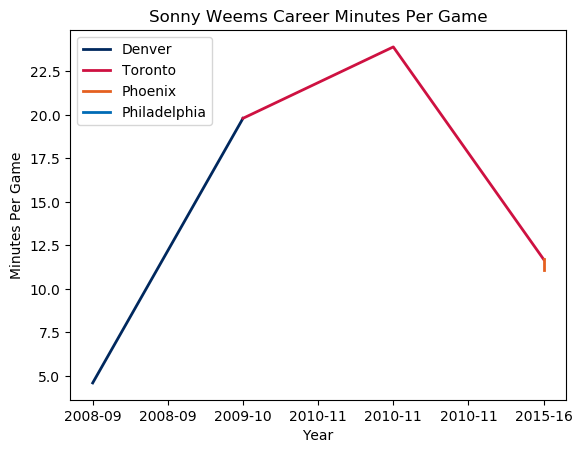 Sonny Weems Career Minutes Per Game
Denver
Toronto
Phoenix
Philadelphia
Minutes Per Game
22.5
20.0
17.5
15.0
12.5
10.0
7.5
5.0
2008-09 2008-09 2009-10 2010-11 2010-11 2010-11 2015-16
Year